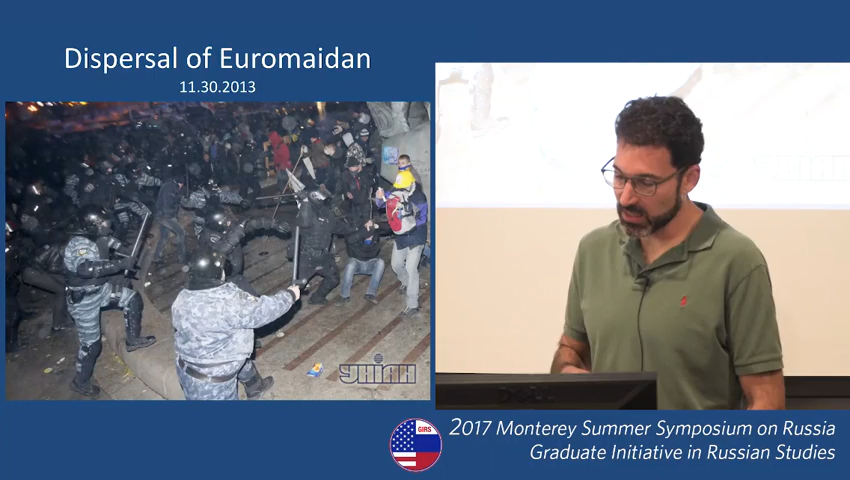 Dispersal of Euromaidan
11.30.2013
УНІАН
GIRS
2017 Monterey Summer Symposium on Russia
Graduate Initiative in Russian Studies